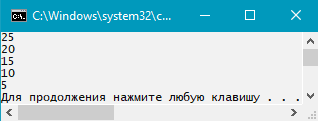 C:\Windows\system32\c...
25
20
15
10
5
Для продолжения нажмите любую клавишу . . .